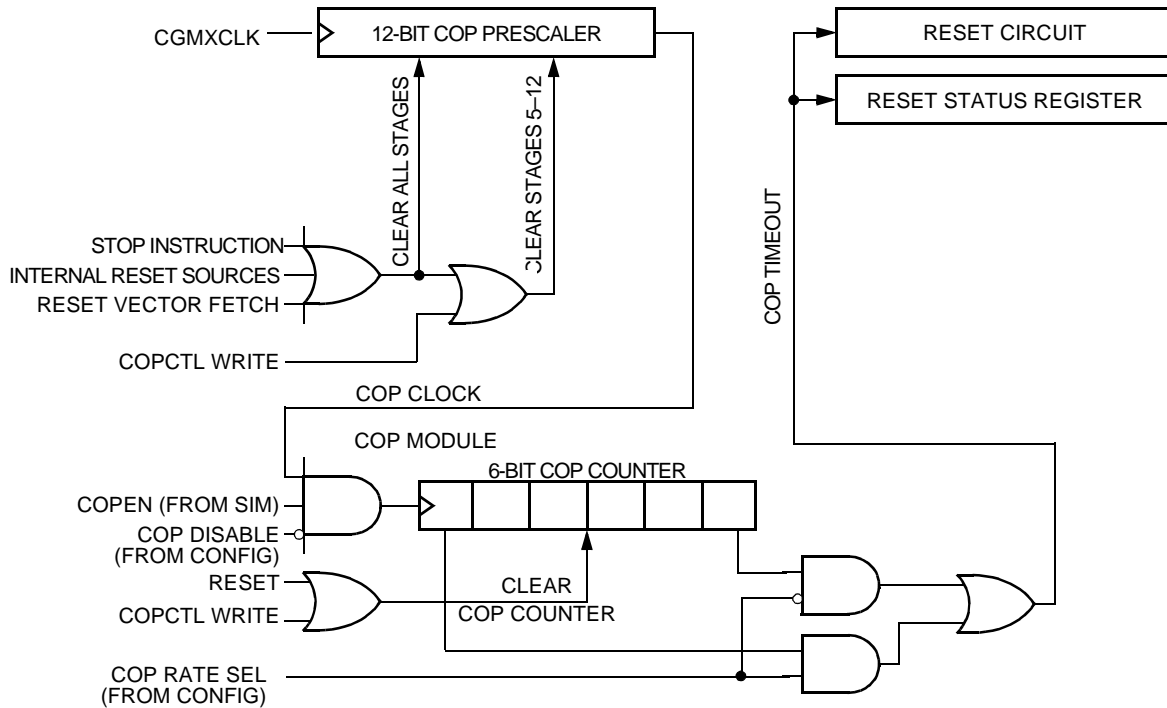 CGMXCLK
12-BIT COP PRESCALER
RESET CIRCUIT
RESET STATUS REGISTER
CLEAR ALL STAGES
CLEAR STAGES 5–12
COP TIMEOUT
STOP INSTRUCTION
INTERNAL RESET SOURCES
RESET VECTOR FETCH
COPCTL WRITE
COP CLOCK
COP MODULE
6-BIT COP COUNTER
COPEN (FROM SIM)
COP DISABLE
(FROM CONFIG)
RESET
COPCTL WRITE
CLEAR
COP COUNTER
COP RATE SEL
(FROM CONFIG)